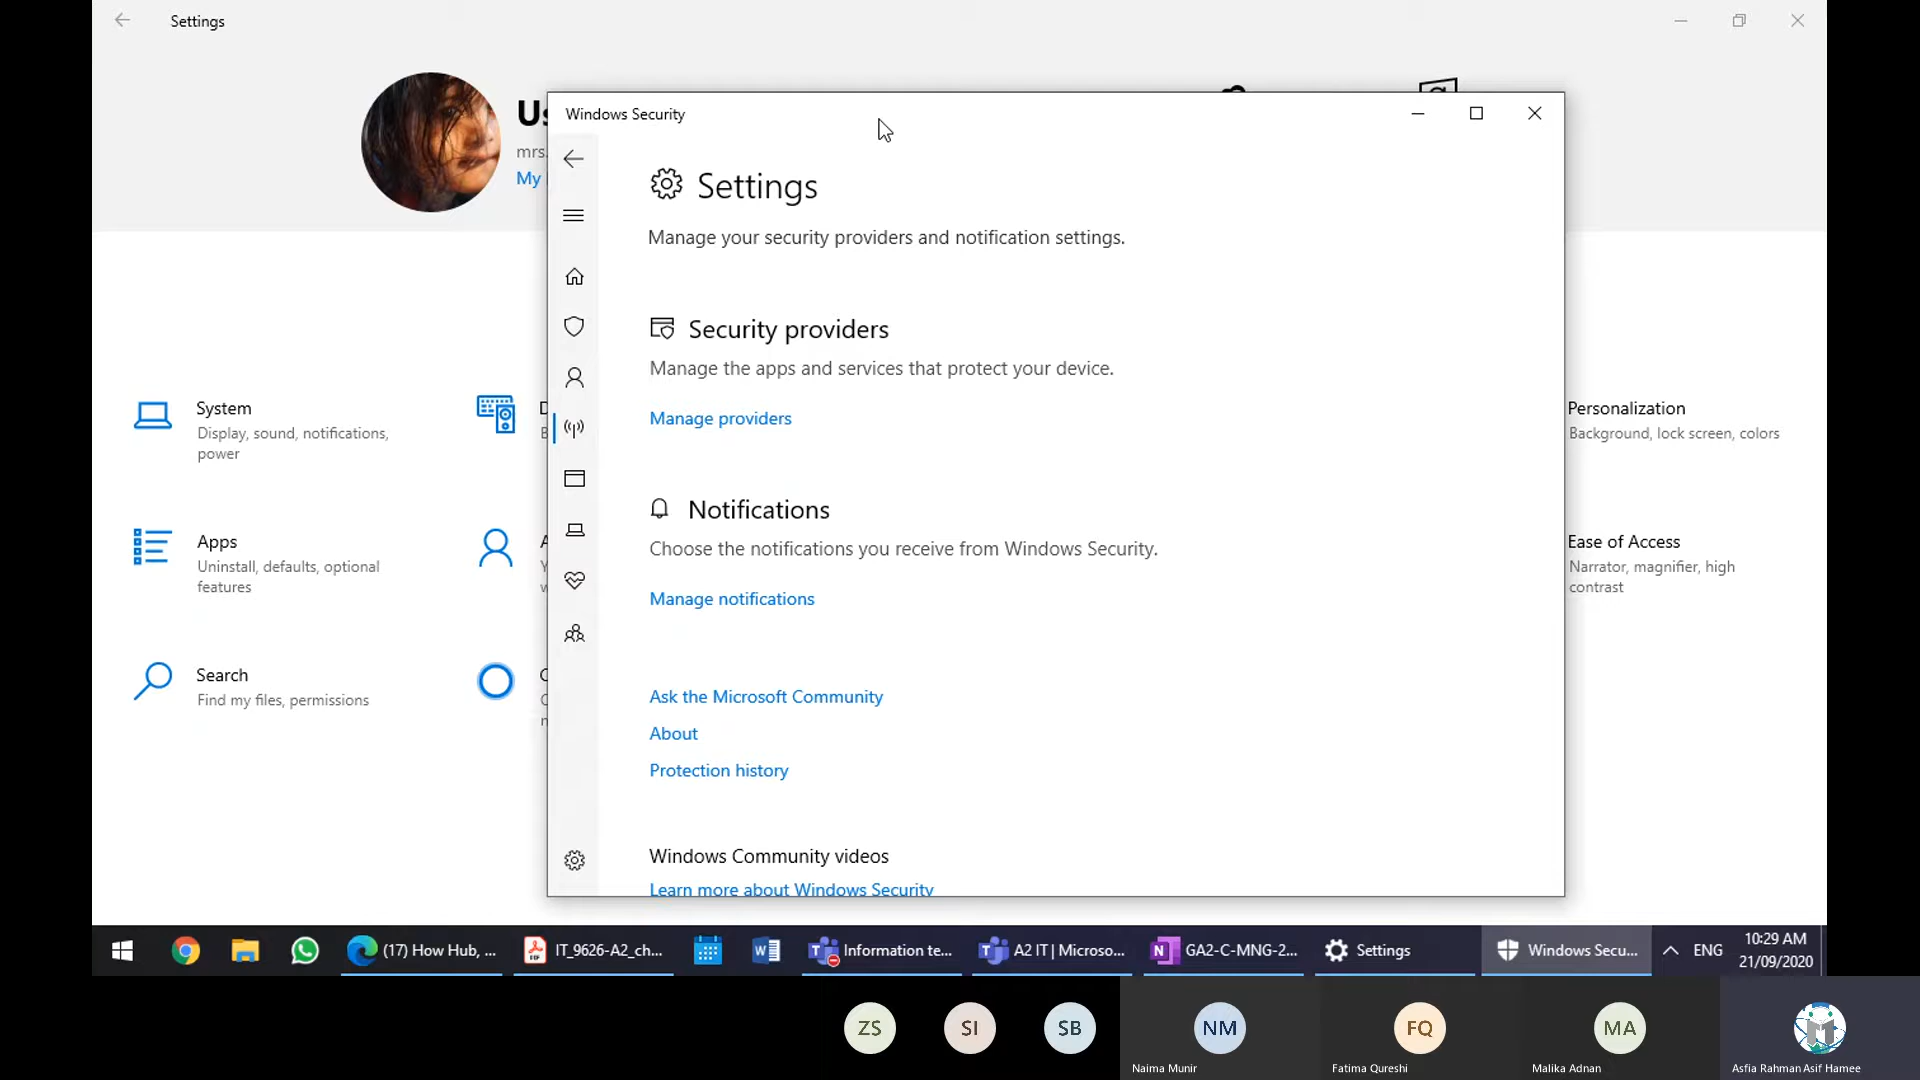 Settings
Us
mrs.
My
Windows Security
Settings
Manage your security providers and notification settings.
Security providers
Manage the apps and services that protect your device.
Manage providers
Notifications
Choose the notifications you receive from Windows Security.
Manage notifications
Ask the Microsoft Community
About
Protection history
Windows Community videos
Learn more about Windows Security
System
Display, sound, notifications,
power
Apps
Uninstall, defaults, optional
features
Search
Find my files, permissions
Personalization
Background, lock screen, colors
Ease of Access
Narrator, magnifier, high
contrast
(17) How Hub, ...
IT_9626-A2_ch...
Information te...
A2 IT | Microso...
GA2-C-MNG-2...
Settings
Windows Secu...
ENG
10:29 AM
21/09/2020
ZS
SI
SB
NM
FQ
MA
Naima Munir
Fatima Qureshi
Malika Adnan
Asfia Rahman Asif Hamee